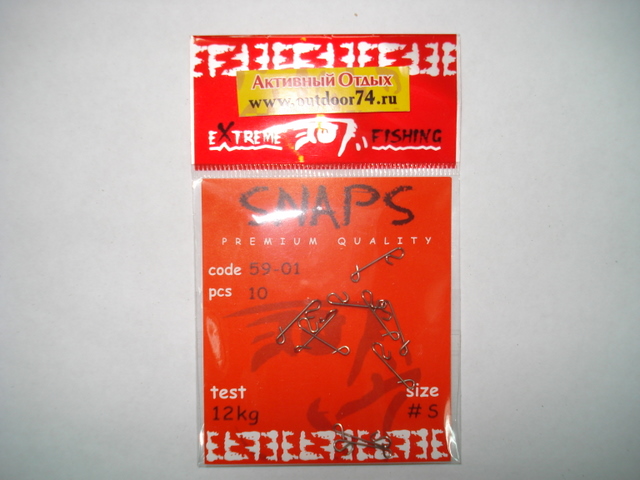 Активный Отдых
www.outdoor74.ru
EXTREME FISHING
SNAPS
PREMIUM QUALITY
code 59-01
pcs 10
test size
12kg # S